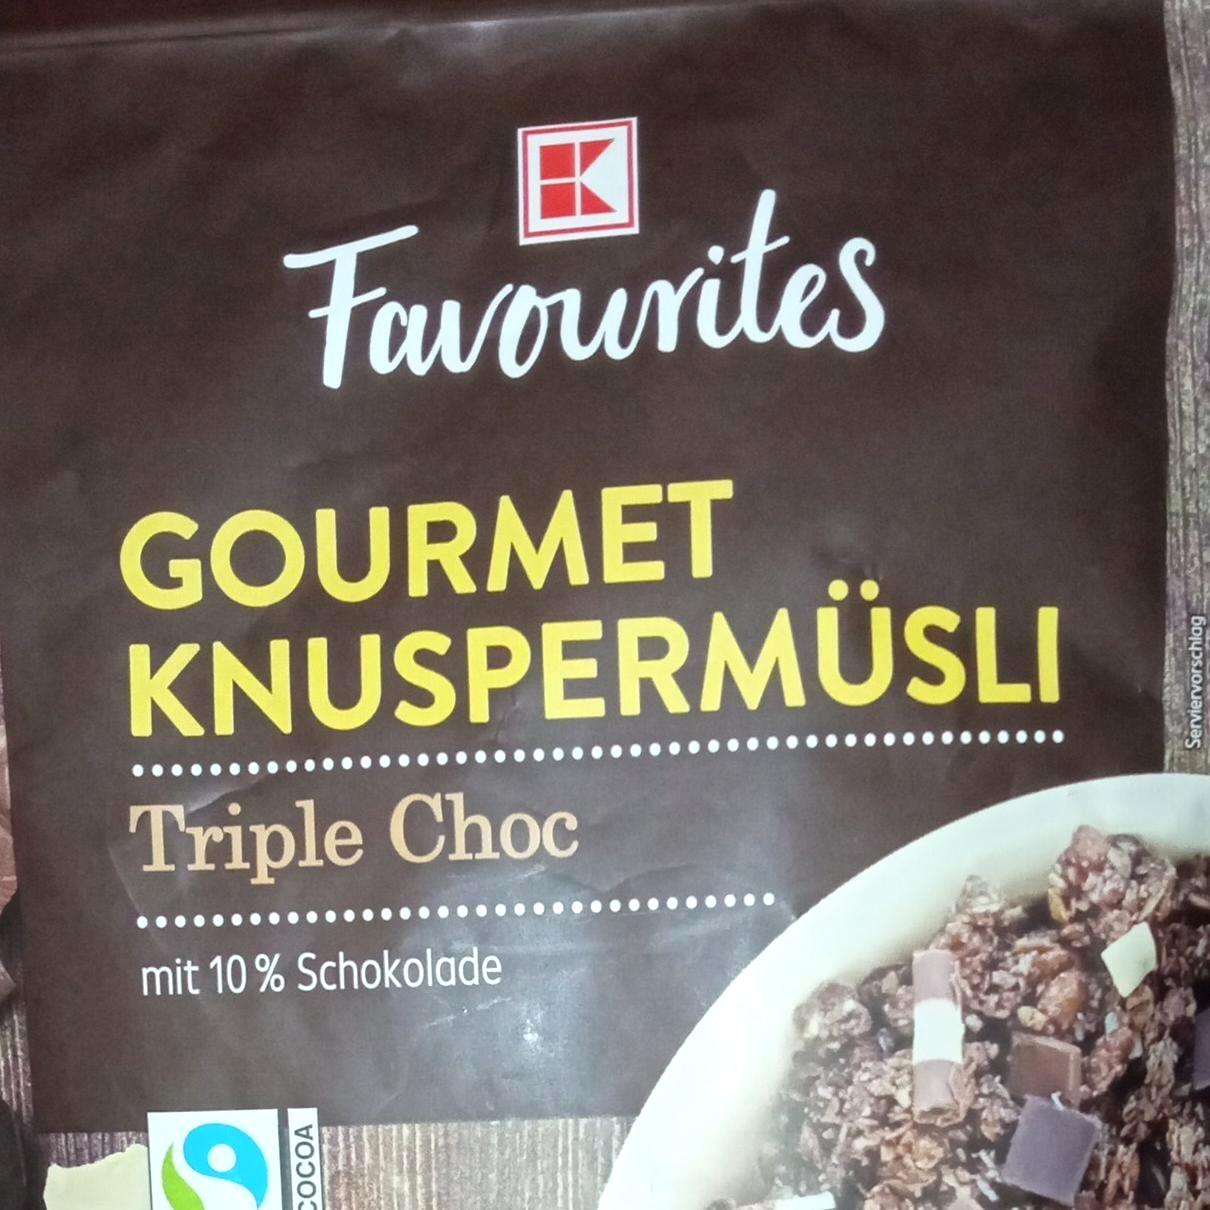 K
Favourites
GOURMET
KNUSPERMÜSLI
Triple Choc
mit 10 % Schokolade
Serviervorschlag
COCOA